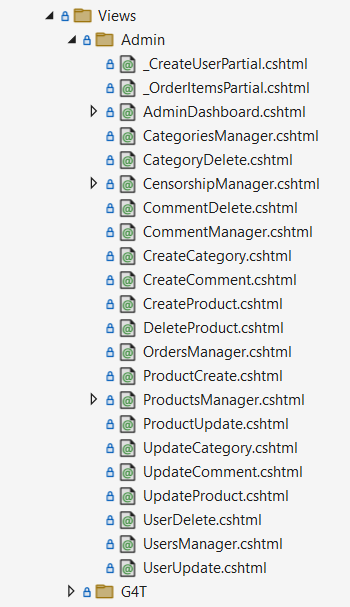 Views
Admin
_CreateUserPartial.cshtml
_OrderItemsPartial.cshtml
AdminDashboard.cshtml
CategoriesManager.cshtml
CategoryDelete.cshtml
CensorshipManager.cshtml
CommentDelete.cshtml
CommentManager.cshtml
CreateCategory.cshtml
CreateComment.cshtml
CreateProduct.cshtml
DeleteProduct.cshtml
OrdersManager.cshtml
ProductCreate.cshtml
ProductsManager.cshtml
ProductUpdate.cshtml
UpdateCategory.cshtml
UpdateComment.cshtml
UpdateProduct.cshtml
UserDelete.cshtml
UsersManager.cshtml
UserUpdate.cshtml
G4T